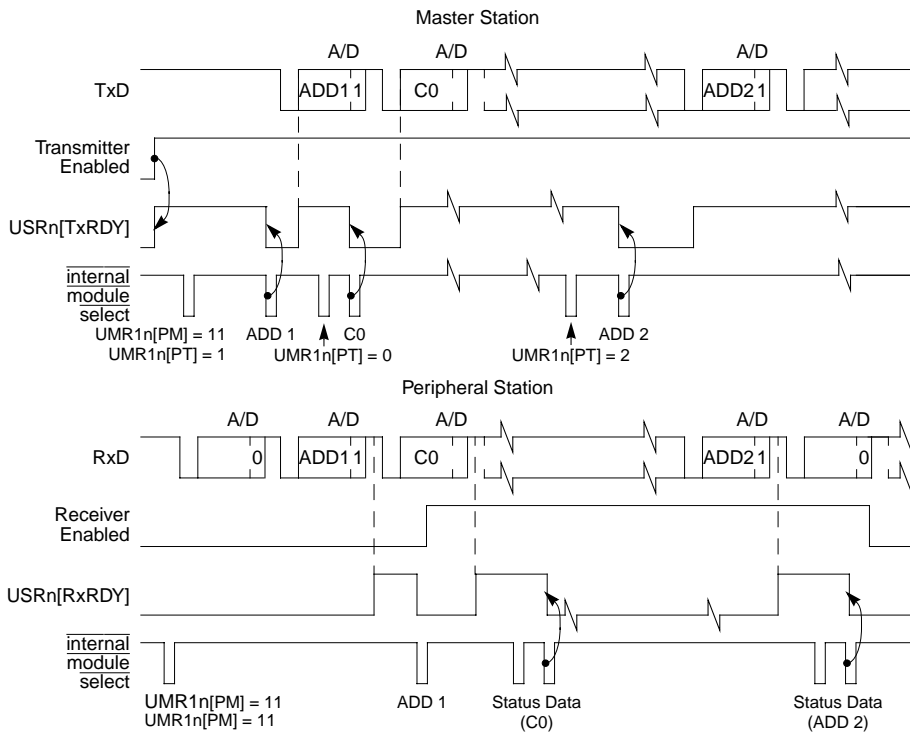 Master Station
A/D A/D A/D
TxD ADD1 1 C0 ADD2 1
Transmitter
Enabled
USRn[TxRDY]
internal
module
select
UMR1n[PM] = 11 ADD 1 C0 ADD 2
UMR1n[PT] = 1 UMR1n[PT] = 0 UMR1n[PT] = 2
Peripheral Station
A/D A/D A/D A/D A/D
RxD 0 ADD1 1 C0 ADD2 1 0
Receiver
Enabled
USRn[RxRDY]
internal
module
select
UMR1n[PM] = 11 ADD 1 Status Data Status Data
UMR1n[PM] = 11 (C0) (ADD 2)